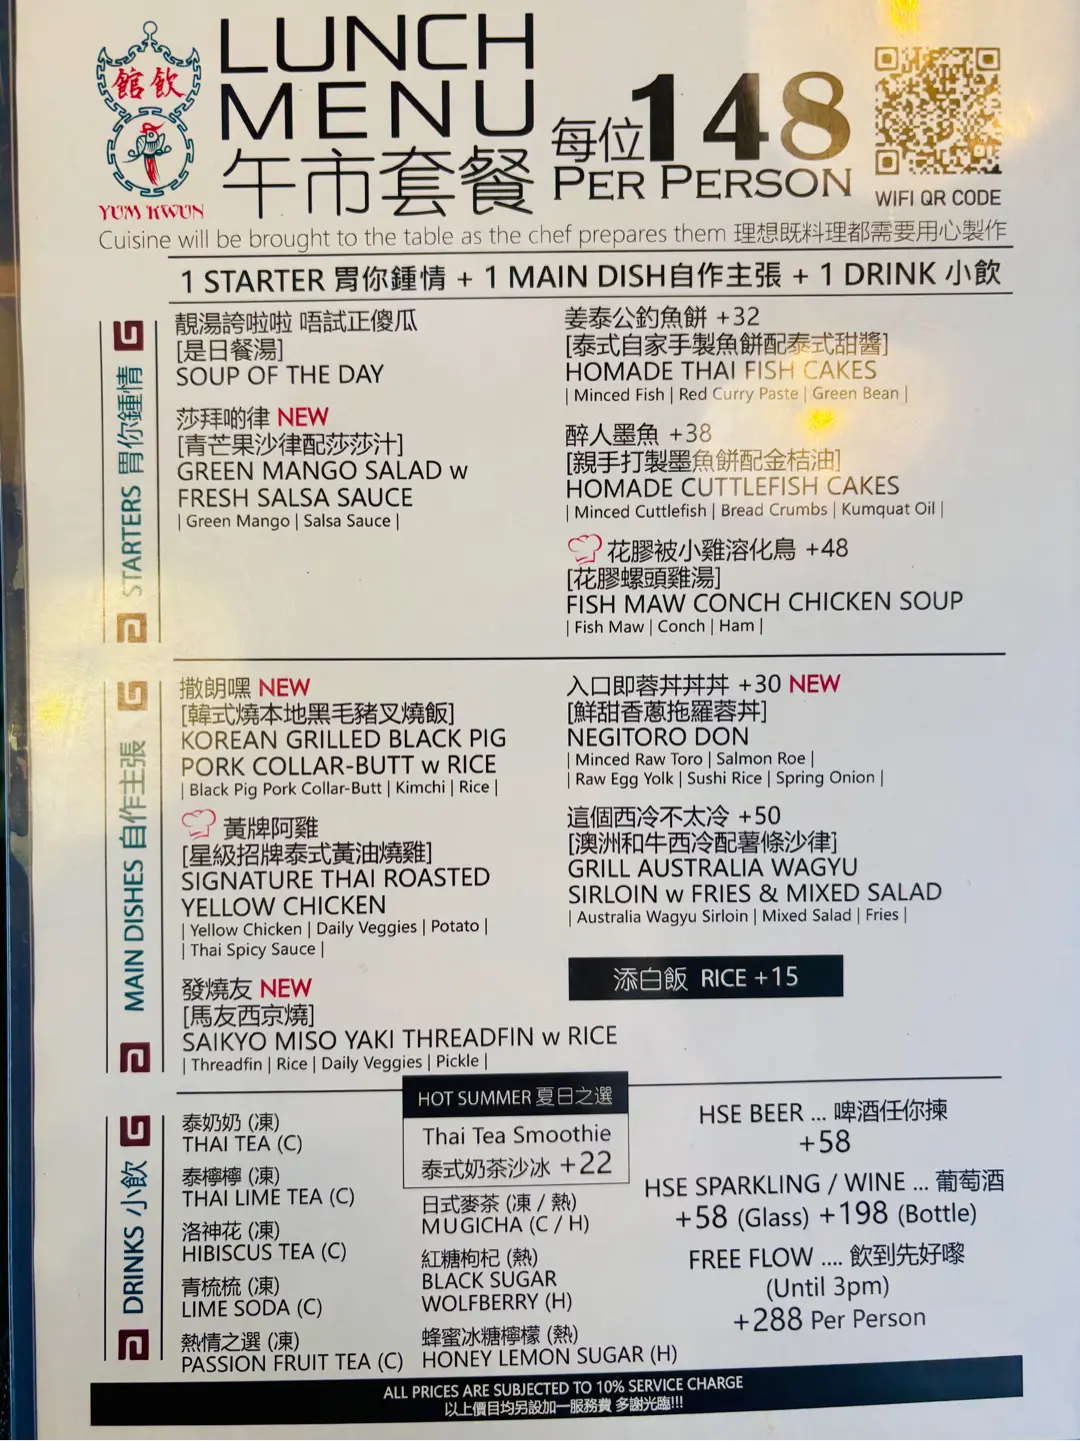 館飲
YUM KWUN
LUNCH
MENU
午市套餐
每位148
PER PERSON
WIFI QR CODE
Cuisine will be brought to the table as the chef prepares them 理想既料理都需要用心製作
1 STARTER 胃你鍾情 + 1 MAIN DISH自作主張 + 1 DRINK 小飲
STARTERS 胃你鍾情
靚湯誇啦啦 唔試正傻瓜
[是日餐湯]
SOUP OF THE DAY
莎拜啲律 NEW
[青芒果沙律配莎莎汁]
GREEN MANGO SALAD w
FRESH SALSA SAUCE
| Green Mango | Salsa Sauce |
姜泰公釣魚餅 +32
[泰式自家手製魚餅配泰式甜醬]
HOMADE THAI FISH CAKES
| Minced Fish | Red Curry Paste | Green Bean |
醉人墨魚 +38
[親手打製墨魚餅配金桔油]
HOMADE CUTTLEFISH CAKES
| Minced Cuttlefish | Bread Crumbs | Kumquat Oil |
花膠被小雞溶化鳥 +48
[花膠螺頭雞湯]
FISH MAW CONCH CHICKEN SOUP
| Fish Maw | Conch | Ham |
MAIN DISHES 自作主張
撒朗嘿 NEW
[韓式燒本地黑毛豬叉燒飯]
KOREAN GRILLED BLACK PIG
PORK COLLAR-BUTT w RICE
| Black Pig Pork Collar-Butt | Kimchi | Rice |
黃牌阿雞
[星級招牌泰式黃油燒雞]
SIGNATURE THAI ROASTED
YELLOW CHICKEN
| Yellow Chicken | Daily Veggies | Potato |
| Thai Spicy Sauce |
發燒友 NEW
[馬友西京燒]
SAIKYO MISO YAKI THREADFIN w RICE
| Threadfin | Rice | Daily Veggies | Pickle |
入口即蓉丼丼丼 +30 NEW
[鮮甜香蔥拖羅蓉丼]
NEGITORO DON
| Minced Raw Toro | Salmon Roe |
| Raw Egg Yolk | Sushi Rice | Spring Onion |
這個西冷不太冷 +50
[澳洲和牛西冷配薯條沙律]
GRILL AUSTRALIA WAGYU
SIRLOIN w FRIES & MIXED SALAD
| Australia Wagyu Sirloin | Mixed Salad | Fries |
添白飯 RICE +15
DRINKS 小飲
泰奶奶 (凍)
THAI TEA (C)
泰檸檸 (凍)
THAI LIME TEA (C)
洛神花 (凍)
HIBISCUS TEA (C)
青梳梳 (凍)
LIME SODA (C)
熱情之選 (凍)
PASSION FRUIT TEA (C)
HOT SUMMER 夏日之選
Thai Tea Smoothie
泰式奶茶沙冰 +22
日式麥茶 (凍 / 熱)
MUGICHA (C / H)
紅糖枸杞 (熱)
BLACK SUGAR
WOLFBERRY (H)
蜂蜜冰糖檸檬 (熱)
HONEY LEMON SUGAR (H)
HSE BEER ... 啤酒任你揀
+58
HSE SPARKLING / WINE ... 葡萄酒
+58 (Glass) +198 (Bottle)
FREE FLOW .... 飲到先好嚟
(Until 3pm)
+288 Per Person
ALL PRICES ARE SUBJECTED TO 10% SERVICE CHARGE
以上價目均另設加一服務費 多謝光臨!!!